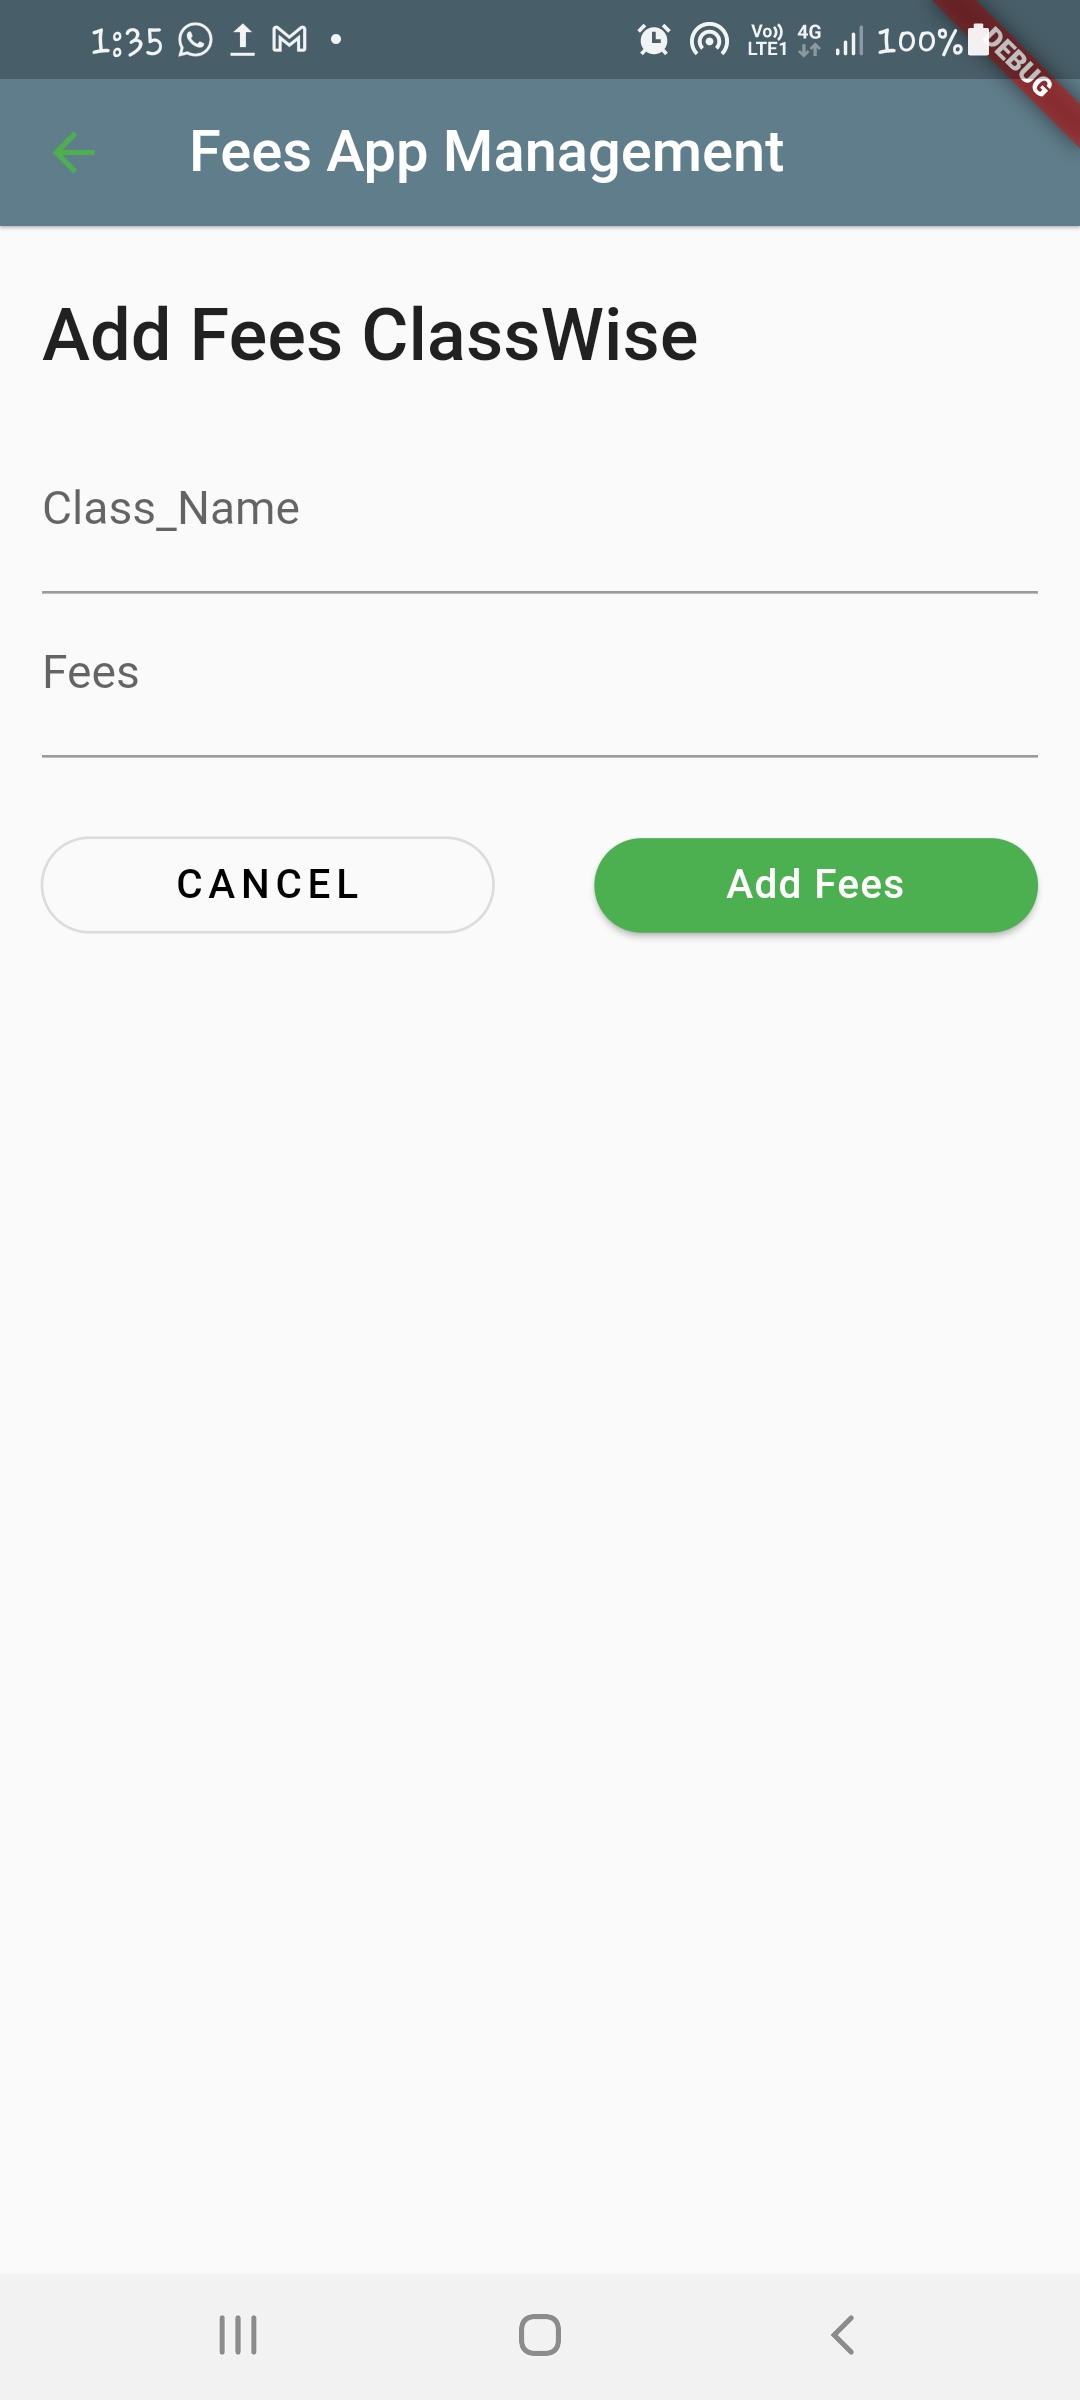 1:35 Vo)) LTE1 4G 100%
DEBUG
Fees App Management
Add Fees ClassWise
Class_Name
Fees
CANCEL Add Fees